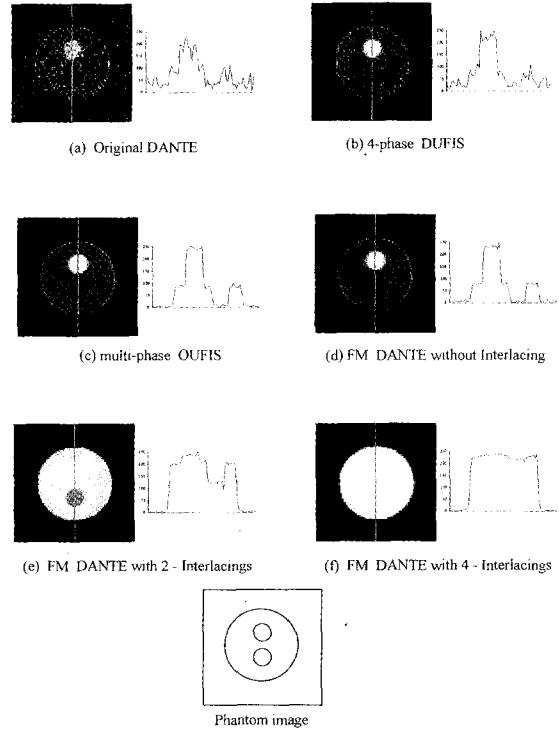 (a) Original DANTE
(b) 4-phase DUFIS
(c) multi-phase OUFIS
(d) FM DANTE without Interlacing
(e) FM DANTE with 2 - Interlacings
(f) FM DANTE with 4 - Interlacings
Phantom image